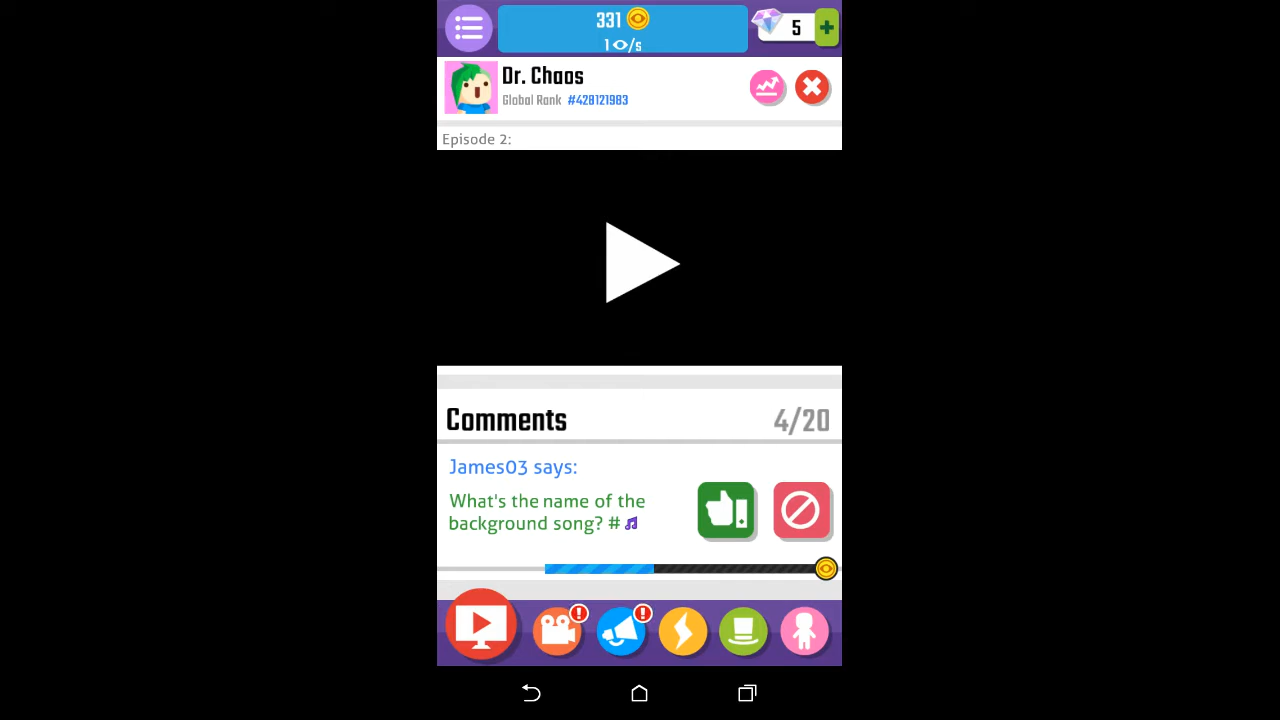 331
1 /s
5
+
Dr. Chaos
Global Rank #428121983
Episode 2:
Comments 4/20
James03 says:
What's the name of the
background song? #🎵
! !